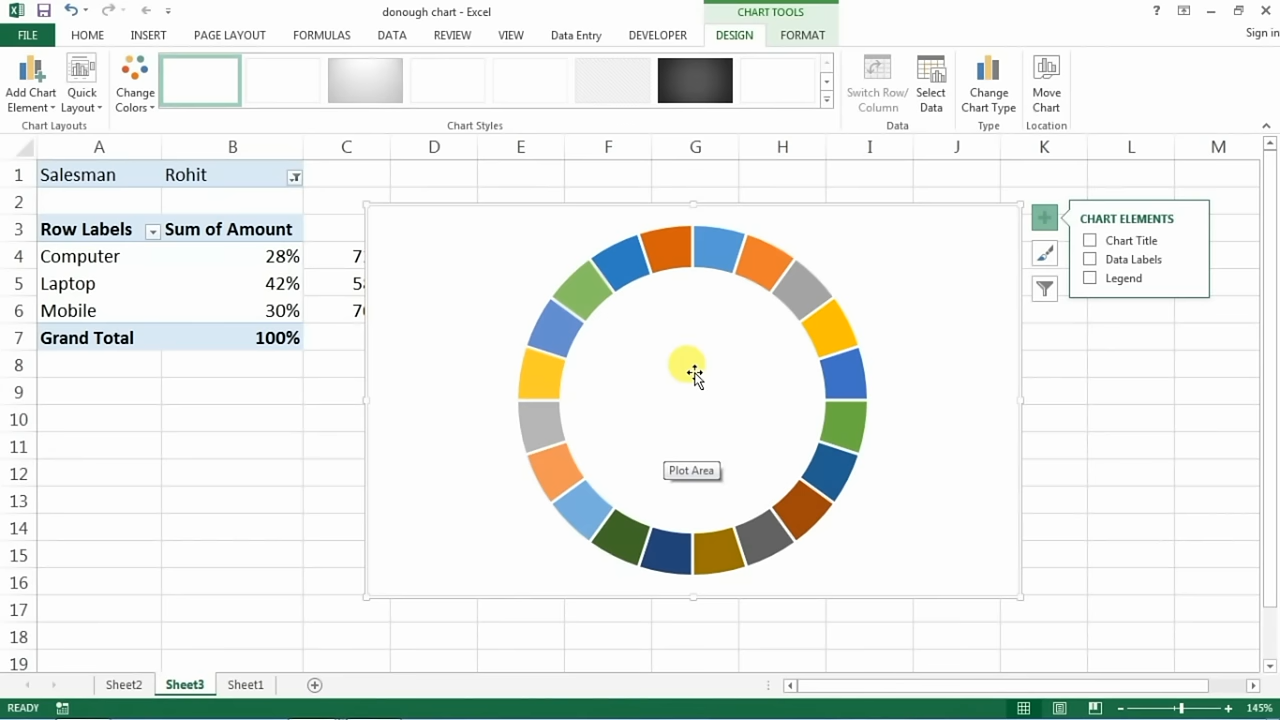 donough chart - Excel
CHART TOOLS
?
Sign in
FILE HOME INSERT PAGE LAYOUT FORMULAS DATA REVIEW VIEW Data Entry DEVELOPER DESIGN FORMAT
Add Chart Element
Quick Layout
Change Colors
Switch Row/ Column
Select Data
Change Chart Type
Move Chart
Chart Layouts
Chart Styles
Data
Type
Location
A B C D E F G H I J K L M
1 Salesman Rohit
2
3 Row Labels Sum of Amount
4 Computer 28%
5 Laptop 42%
6 Mobile 30%
7 Grand Total 100%
8
9
10
11
12
13
14
15
16
17
18
19
CHART ELEMENTS
Chart Title
Data Labels
Legend
Plot Area
Sheet2 Sheet3 Sheet1
READY
145%